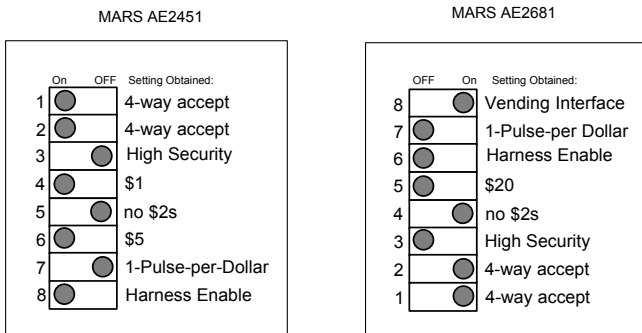 MARS AE2451
On OFF Setting Obtained:
1 4-way accept
2 4-way accept
3 High Security
4 $1
5 no $2s
6 $5
7 1-Pulse-per-Dollar
8 Harness Enable
MARS AE2681
OFF On Setting Obtained:
8 Vending Interface
7 1-Pulse-per Dollar
6 Harness Enable
5 $20
4 no $2s
3 High Security
2 4-way accept
1 4-way accept